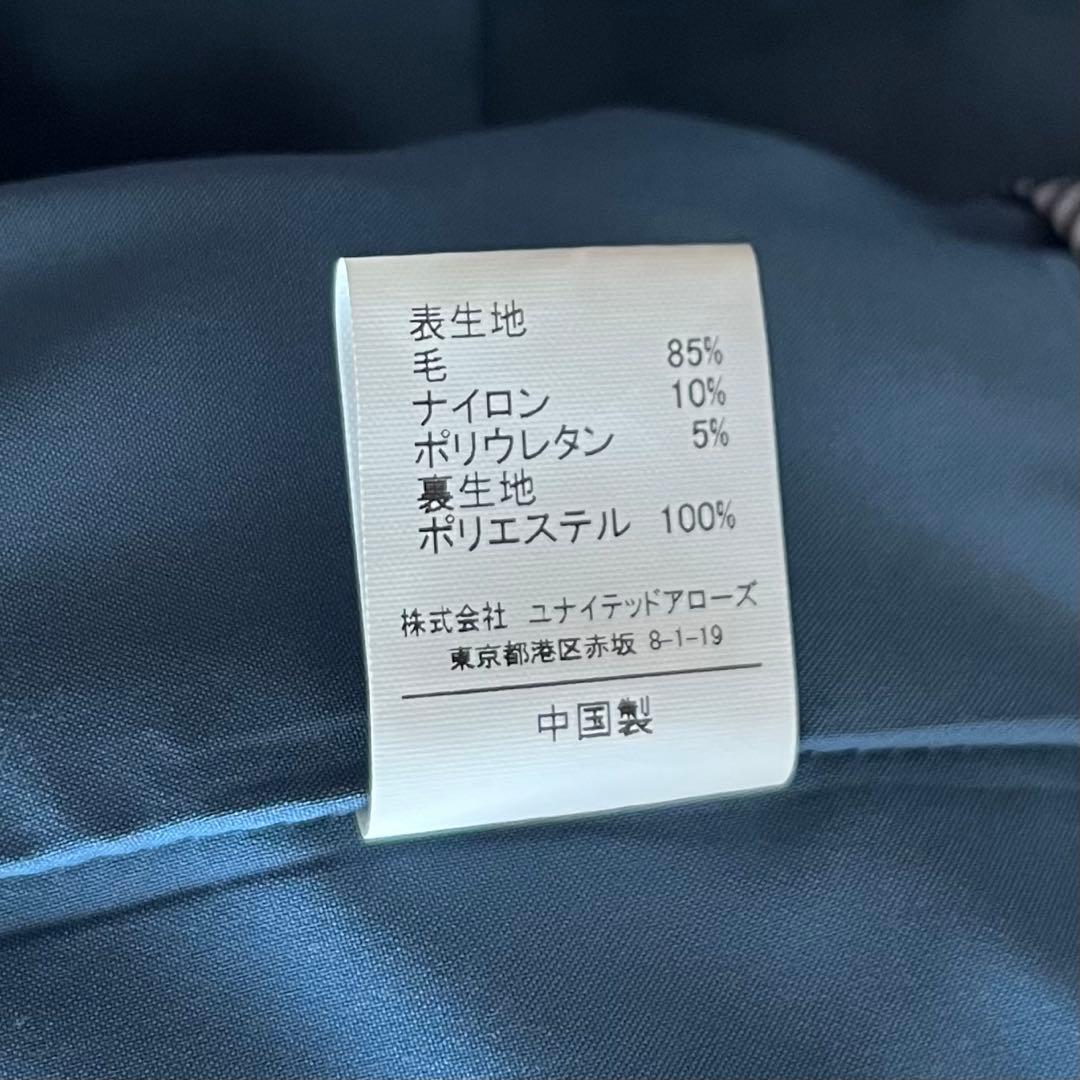 表生地
毛 85%
ナイロン 10%
ポリウレタン 5%
裏生地
ポリエステル 100%
株式会社 ユナイテッドアローズ
東京都港区赤坂 8-1-19
中国製